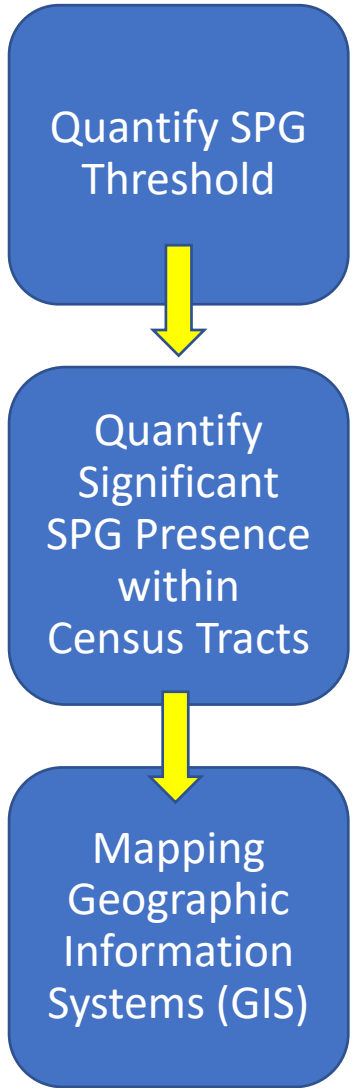 Quantify SPG
Threshold
Quantify
Significant
SPG Presence
within
Census Tracts
Mapping
Geographic
Information
Systems (GIS)